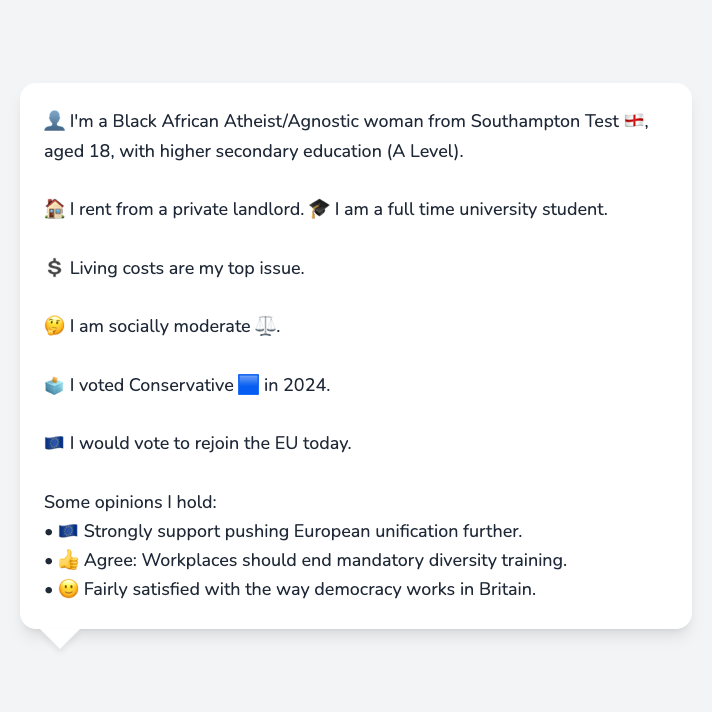 👤 I'm a Black African Atheist/Agnostic woman from Southampton Test 🏴󠁧󠁢󠁥󠁮󠁧󠁿,
aged 18, with higher secondary education (A Level).
🏠 I rent from a private landlord. 🎓 I am a full time university student.
💲 Living costs are my top issue.
🤔 I am socially moderate ⚖️.
🗳️ I voted Conservative 🟦 in 2024.
🇪🇺 I would vote to rejoin the EU today.
Some opinions I hold:
• 🇪🇺 Strongly support pushing European unification further.
• 👍 Agree: Workplaces should end mandatory diversity training.
• 🙂 Fairly satisfied with the way democracy works in Britain.